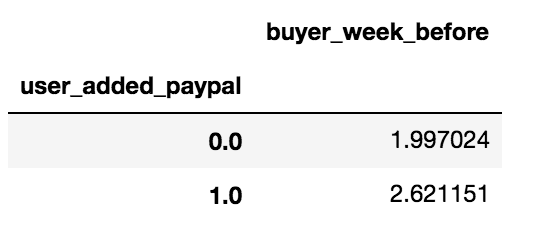 buyer_week_before
user_added_paypal
0.0 1.997024
1.0 2.621151